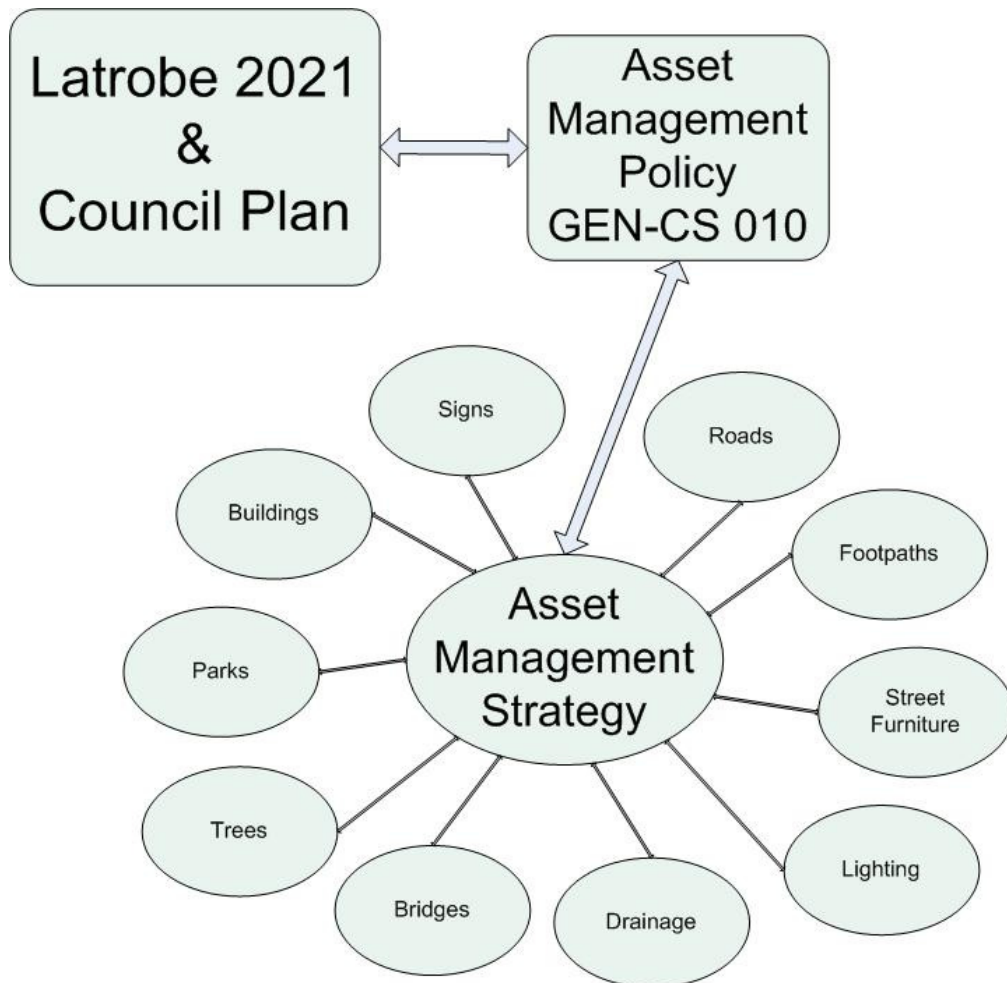 Latrobe 2021
&
Council Plan
Asset
Management
Policy
GEN-CS 010
Signs
Roads
Buildings
Footpaths
Asset
Management
Strategy
Parks
Street
Furniture
Trees
Lighting
Bridges
Drainage